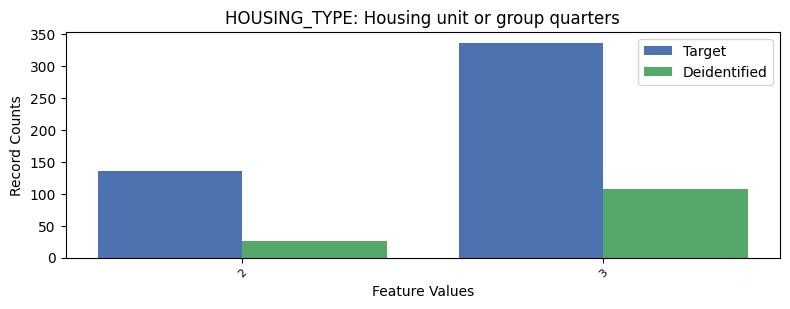 HOUSING_TYPE: Housing unit or group quarters
350
300
250
200
150
100
50
0
Record Counts
Target
Deidentified
2
3
Feature Values